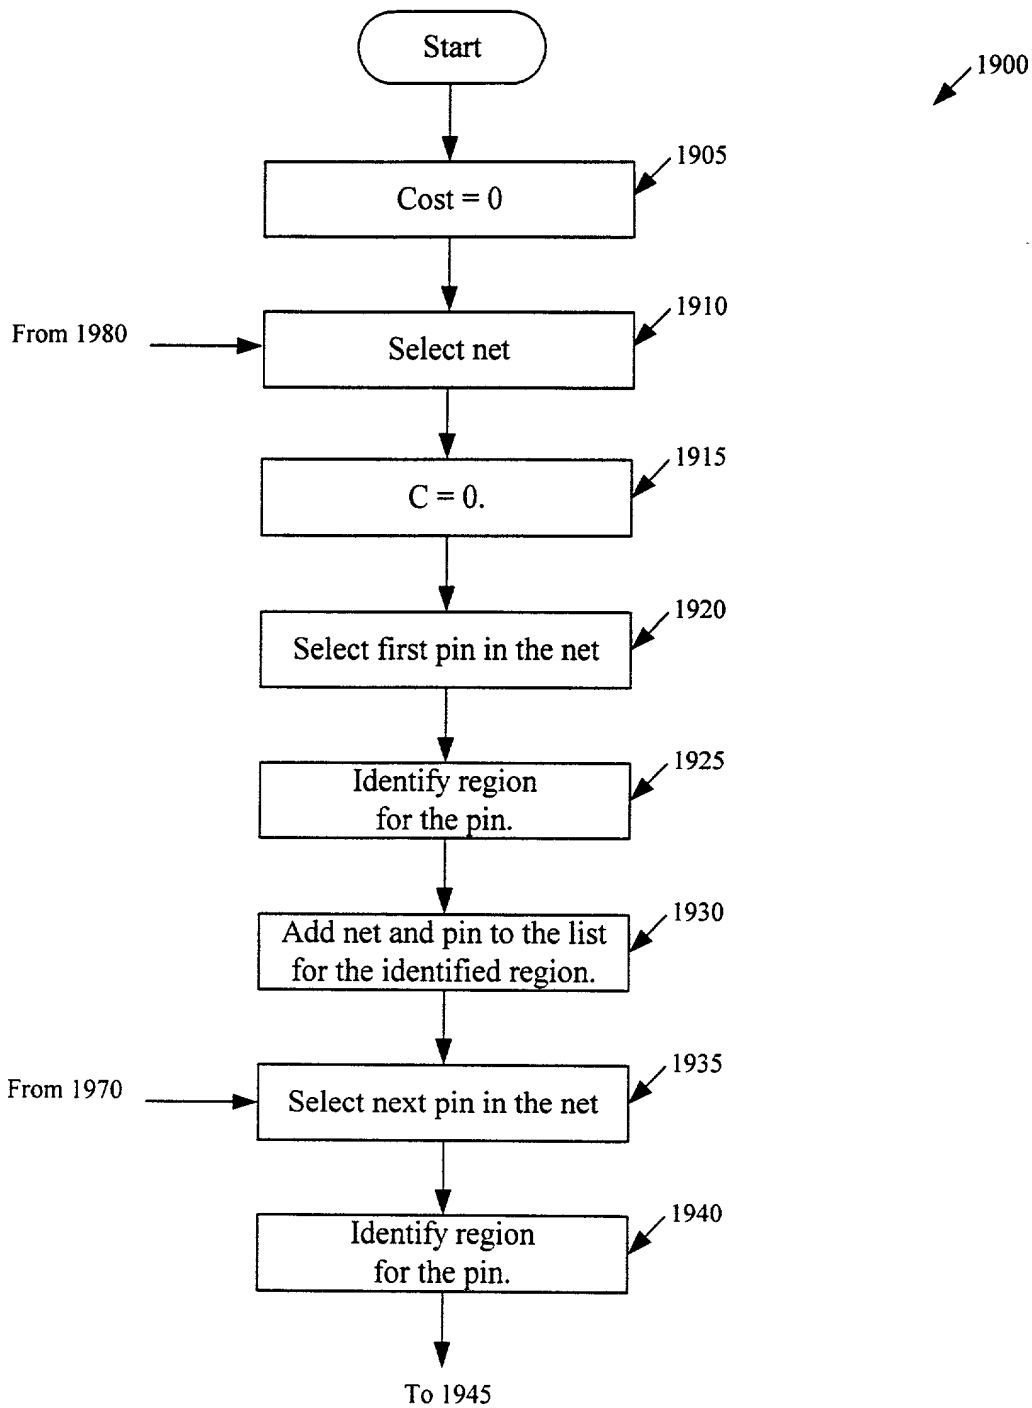 Start
1900
1905
Cost = 0
1910
From 1980
Select net
1915
C = 0.
1920
Select first pin in the net
1925
Identify region
for the pin.
1930
Add net and pin to the list
for the identified region.
1935
From 1970
Select next pin in the net
1940
Identify region
for the pin.
To 1945